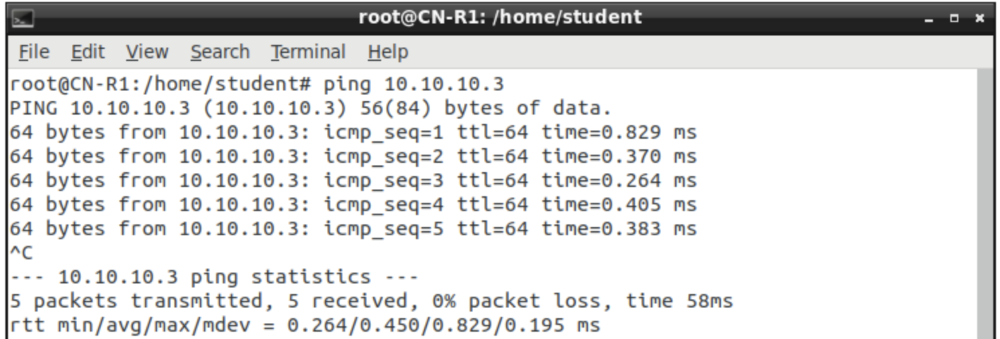 root@CN-R1: /home/student
File Edit View Search Terminal Help
root@CN-R1:/home/student# ping 10.10.10.3
PING 10.10.10.3 (10.10.10.3) 56(84) bytes of data.
64 bytes from 10.10.10.3: icmp_seq=1 ttl=64 time=0.829 ms
64 bytes from 10.10.10.3: icmp_seq=2 ttl=64 time=0.370 ms
64 bytes from 10.10.10.3: icmp_seq=3 ttl=64 time=0.264 ms
64 bytes from 10.10.10.3: icmp_seq=4 ttl=64 time=0.405 ms
64 bytes from 10.10.10.3: icmp_seq=5 ttl=64 time=0.383 ms
^C
--- 10.10.10.3 ping statistics ---
5 packets transmitted, 5 received, 0% packet loss, time 58ms
rtt min/avg/max/mdev = 0.264/0.450/0.829/0.195 ms